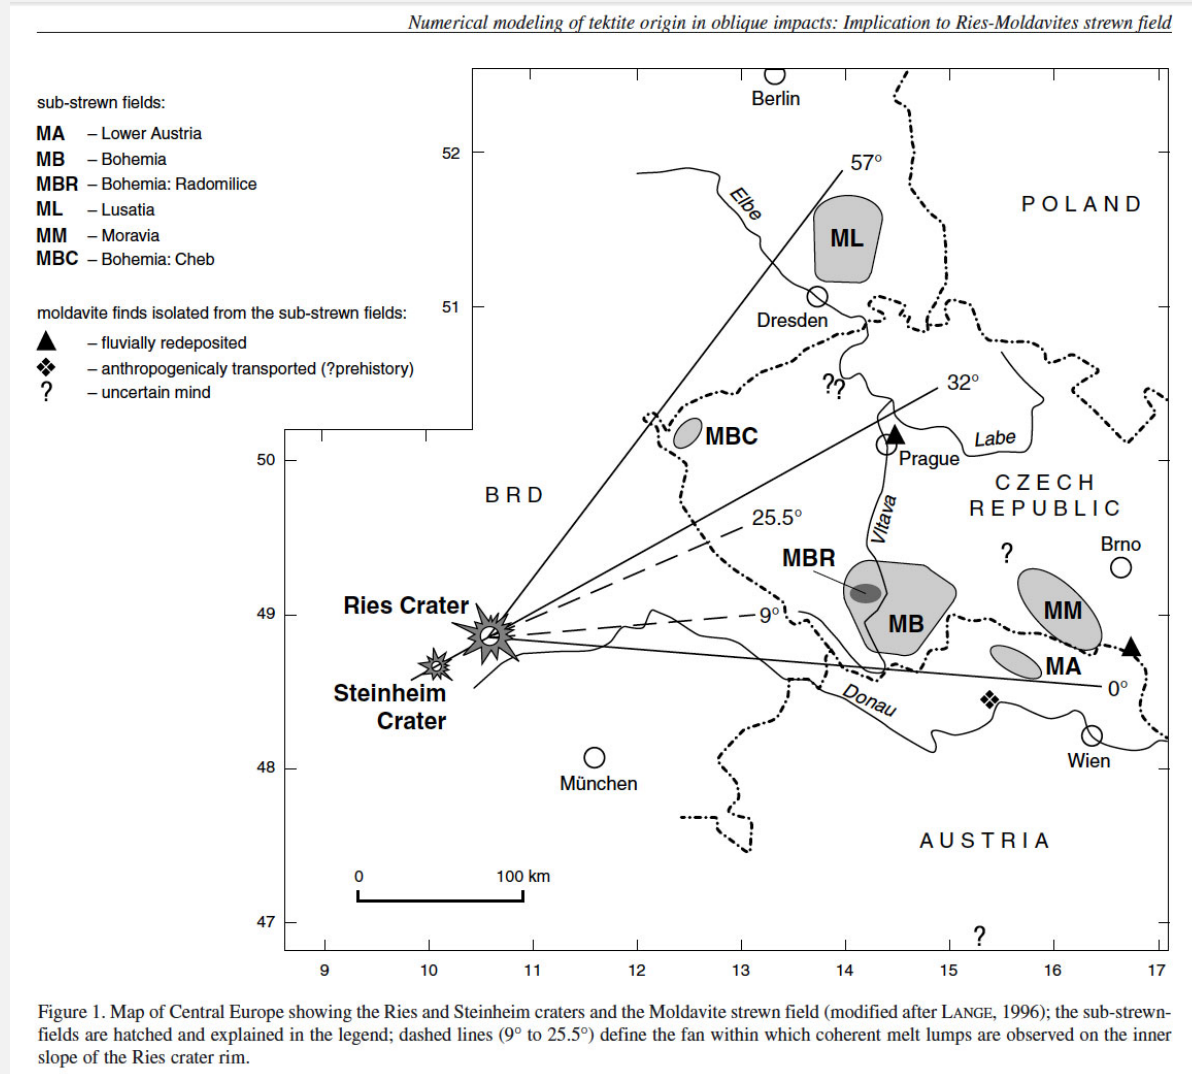 Numerical modeling of tektite origin in oblique impacts: Implication to Ries-Moldavites strewn field
sub-strewn fields:
MA – Lower Austria
MB – Bohemia
MBR – Bohemia: Radomilice
ML – Lusatia
MM – Moravia
MBC – Bohemia: Cheb
moldavite finds isolated from the sub-strewn fields:
– fluvially redeposited
– anthropogenicaly transported (?prehistory)
? – uncertain mind
Berlin
52
57°
Elbe
POLAND
ML
51
Dresden
??
32°
MBC
Labe
50
Prague
BRD
CZECH
REPUBLIC
25.5°
Vltava
?
Brno
MBR
Ries Crater
49
9°
MB
MM
MA
Steinheim
Crater
0°
Donau
48
München
Wien
AUSTRIA
0 100 km
47
?
9 10 11 12 13 14 15 16 17
Figure 1. Map of Central Europe showing the Ries and Steinheim craters and the Moldavite strewn field (modified after LANGE, 1996); the sub-strewn-
fields are hatched and explained in the legend; dashed lines (9° to 25.5°) define the fan within which coherent melt lumps are observed on the inner
slope of the Ries crater rim.